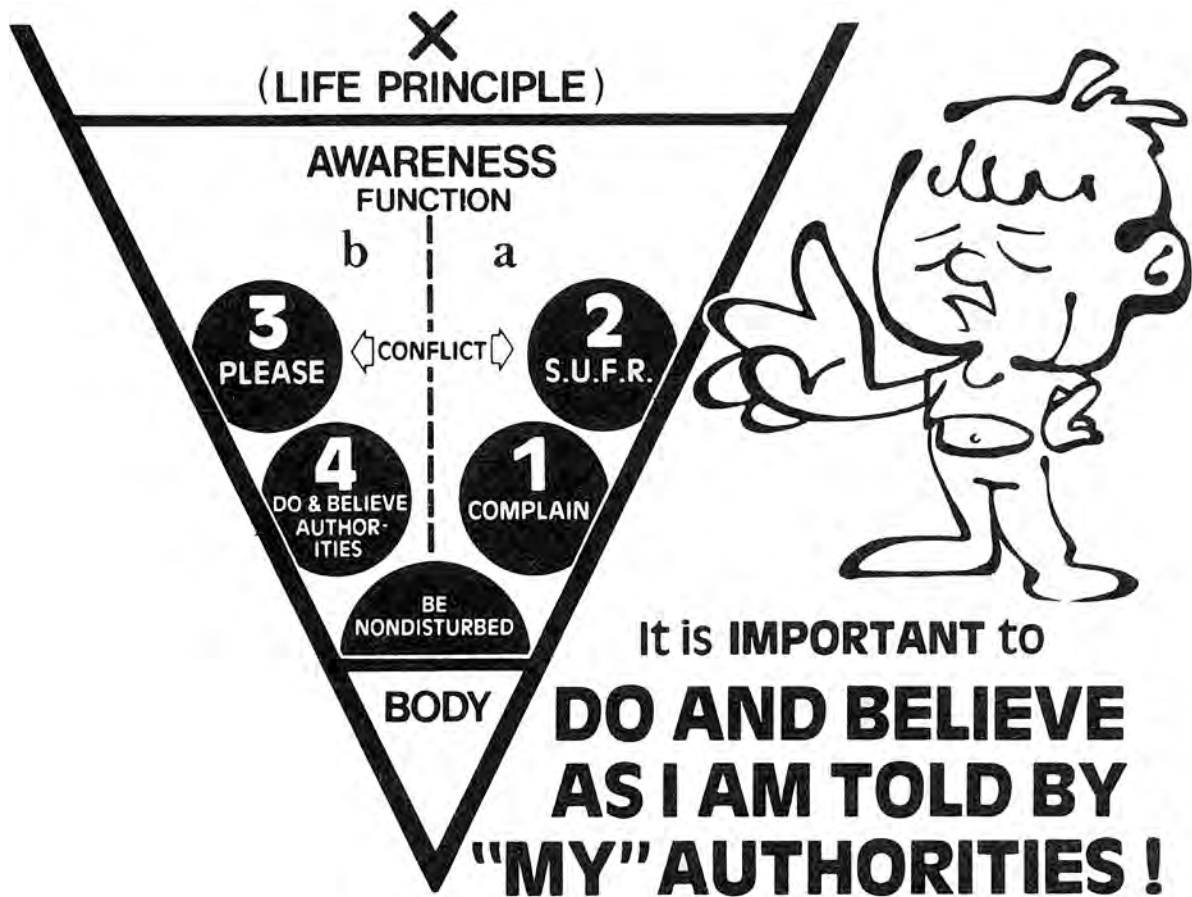 X
(LIFE PRINCIPLE)
AWARENESS
FUNCTION
b a
3
PLEASE
CONFLICT
2
S.U.F.R.
4
DO & BELIEVE
AUTHOR-
ITIES
1
COMPLAIN
BE
NONDISTURBED
BODY
It is IMPORTANT to
DO AND BELIEVE
AS I AM TOLD BY
"MY" AUTHORITIES !